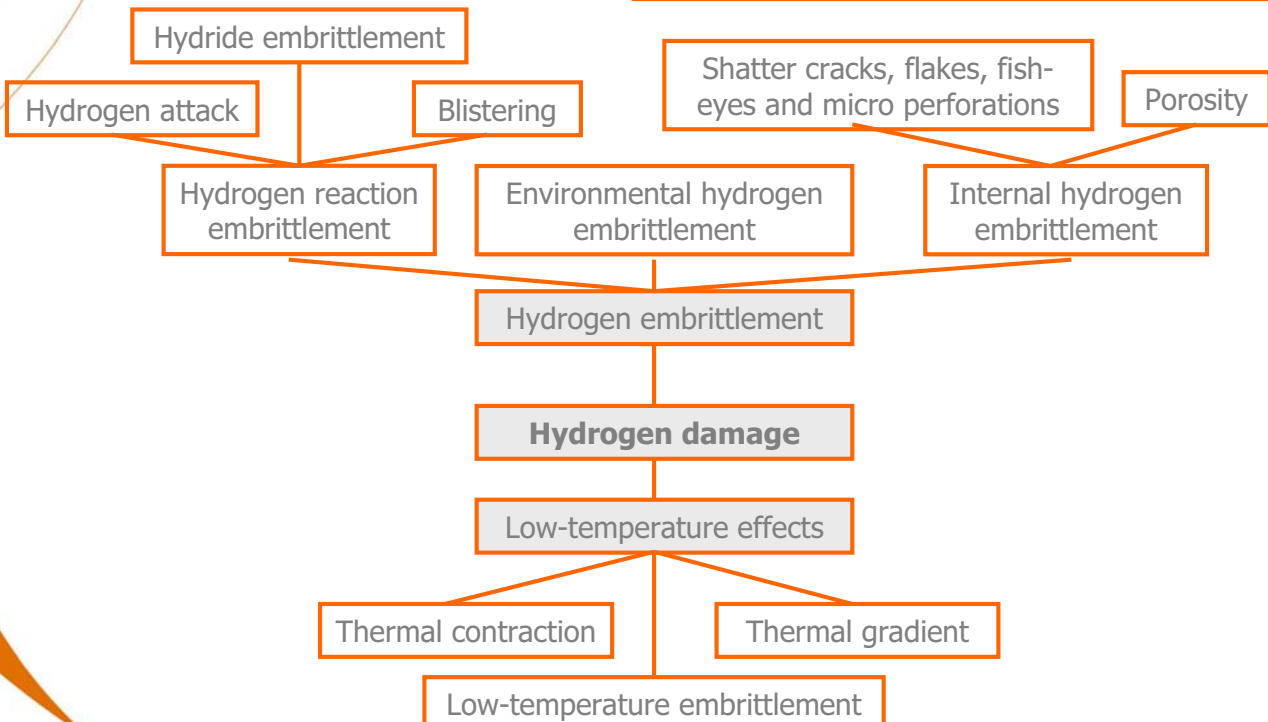 Hydride embrittlement
Shatter cracks, flakes, fish-
eyes and micro perforations
Porosity
Hydrogen attack
Blistering
Hydrogen reaction
embrittlement
Environmental hydrogen
embrittlement
Internal hydrogen
embrittlement
Hydrogen embrittlement
Hydrogen damage
Low-temperature effects
Thermal contraction
Thermal gradient
Low-temperature embrittlement